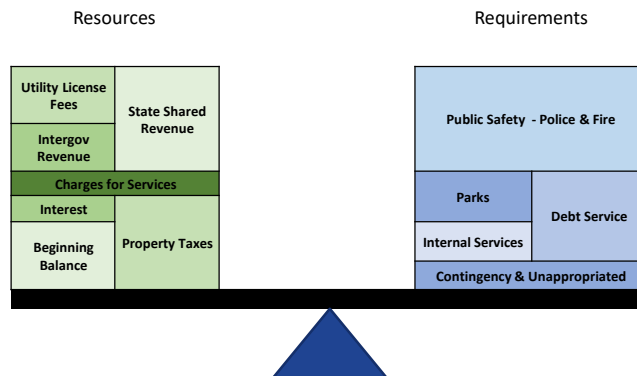 Resources
Requirements
Utility License
Fees
State Shared
Revenue
Intergov
Revenue
Charges for Services
Interest
Beginning
Balance
Property Taxes
Public Safety - Police & Fire
Parks
Debt Service
Internal Services
Contingency & Unappropriated